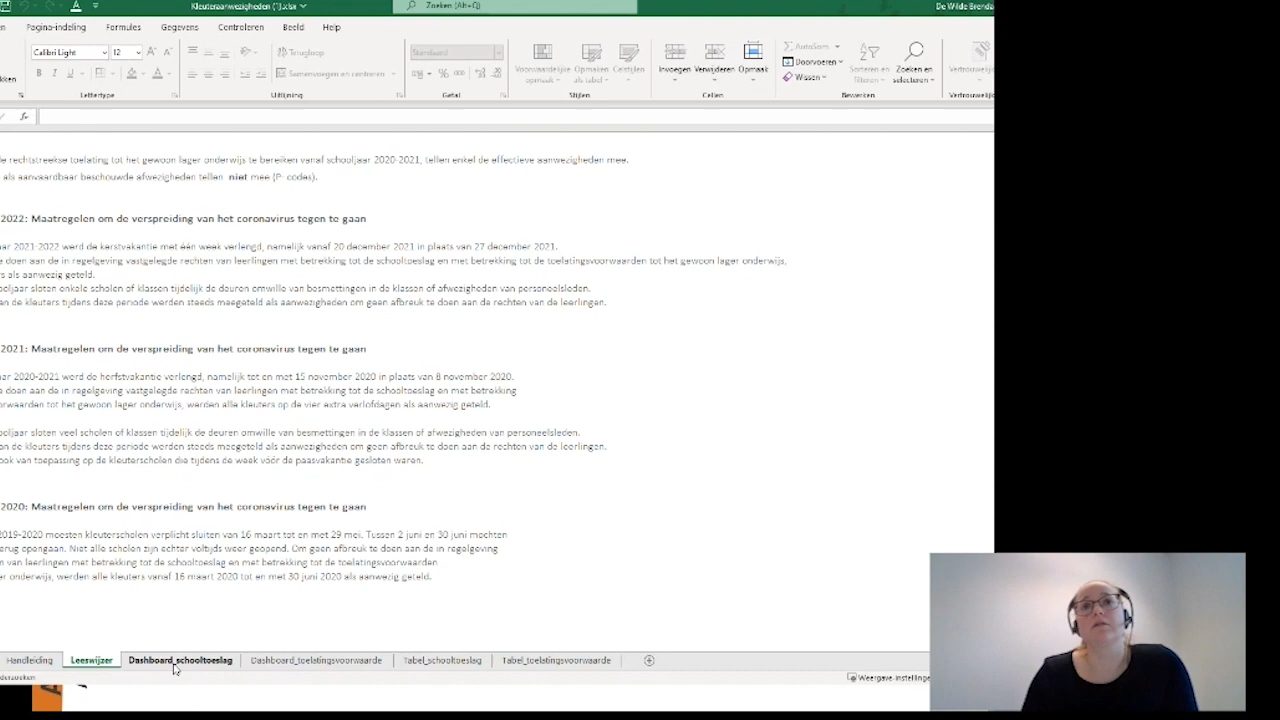 Kleuteraanwezigheden (1).xlsx
Zoeken (Alt+Q)
De Wilde Brenda
Pagina-indeling Formules Gegevens Controleren Beeld Help
Calibri Light 12
Terugloop
Standaard
AutoSom
Doorvoeren
Samenvoegen en centreren
Voorwaardelijke opmaak
Opmaken als tabel
Celstijlen
Invoegen Verwijderen Opmaak
Wissen
Sorteren en filteren
Zoeken en selecteren
Lettertype Uitlijning Getal Stijlen Cellen Bewerken
fx
rechtstreekse toelating tot het gewoon lager onderwijs te bereiken vanaf schooljaar 2020-2021, tellen enkel de effectieve aanwezigheden mee.
als aanvaardbaar beschouwde afwezigheden tellen niet mee (P- codes).
2022: Maatregelen om de verspreiding van het coronavirus tegen te gaan
2021-2022 werd de kerstvakantie met één week verlengd, namelijk vanaf 20 december 2021 in plaats van 27 december 2021.
doen aan de in regelgeving vastgelegde rechten van leerlingen met betrekking tot de schooltoeslag en met betrekking tot de toelatingsvoorwaarden tot het gewoon lager onderwijs,
als aanwezig geteld.
sloten enkele scholen of klassen tijdelijk de deuren omwille van besmettingen in de klassen of afwezigheden van personeelsleden.
de kleuters tijdens deze periode werden steeds meegeteld als aanwezigheden om geen afbreuk te doen aan de rechten van de leerlingen.
2021: Maatregelen om de verspreiding van het coronavirus tegen te gaan
2020-2021 werd de herfstvakantie verlengd, namelijk tot en met 15 november 2020 in plaats van 8 november 2020.
doen aan de in regelgeving vastgelegde rechten van leerlingen met betrekking tot de schooltoeslag en met betrekking
tot het gewoon lager onderwijs, werden alle kleuters op de vier extra verlofdagen als aanwezig geteld.
sloten veel scholen of klassen tijdelijk de deuren omwille van besmettingen in de klassen of afwezigheden van personeelsleden.
de kleuters tijdens deze periode werden steeds meegeteld als aanwezigheden om geen afbreuk te doen aan de rechten van de leerlingen.
ook van toepassing op de kleuterscholen die tijdens de week vóór de paasvakantie gesloten waren.
2020: Maatregelen om de verspreiding van het coronavirus tegen te gaan
2019-2020 moesten kleuterscholen verplicht sluiten van 16 maart tot en met 29 mei. Tussen 2 juni en 30 juni mochten
opengaan. Niet alle scholen zijn echter voltijds weer geopend. Om geen afbreuk te doen aan de in regelgeving
van leerlingen met betrekking tot de schooltoeslag en met betrekking tot de toelatingsvoorwaarden
onderwijs, werden alle kleuters vanaf 16 maart 2020 tot en met 30 juni 2020 als aanwezig geteld.
Handleiding Leeswijzer Dashboard_schooltoeslag Dashboard_toelatingsvoorwaarde Tabel_schooltoeslag Tabel_toelatingsvoorwaarde
Weergave-instellingen